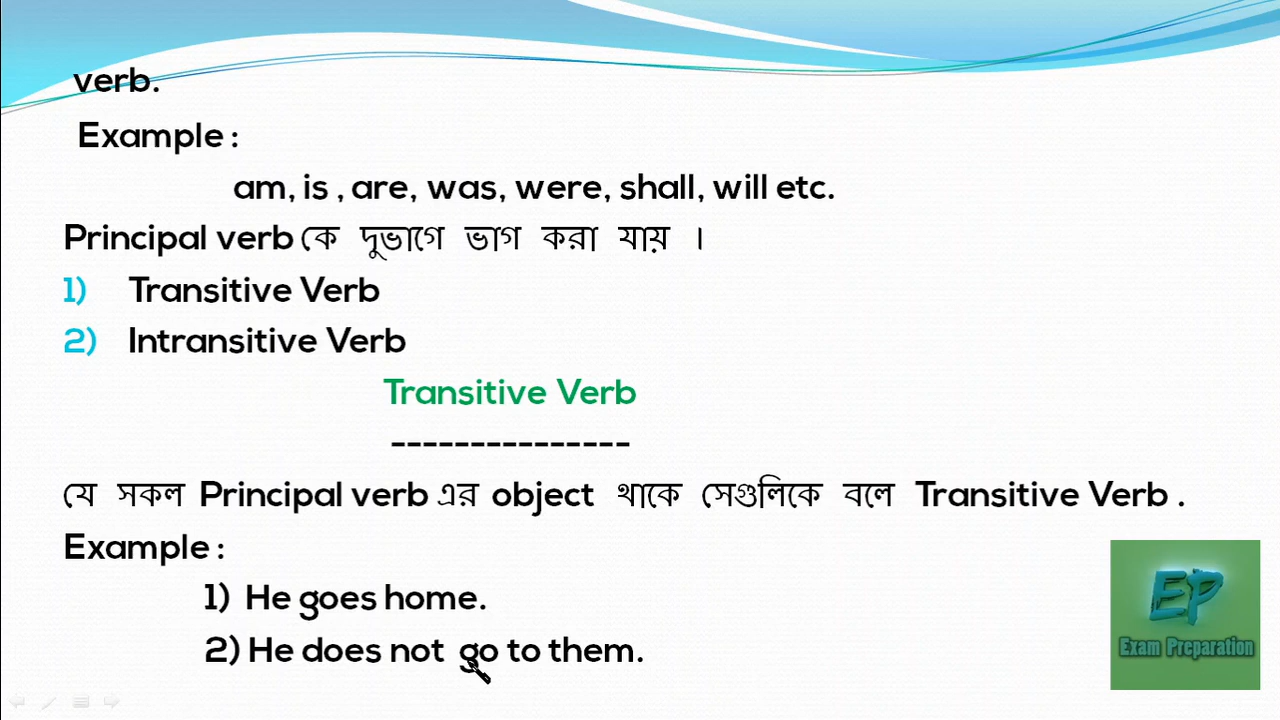 verb.
Example :
am, is , are, was, were, shall, will etc.
Principal verb কে দুভাগে ভাগ করা যায় ।
1) Transitive Verb
2) Intransitive Verb
Transitive Verb
---------------
যে সকল Principal verb এর object থাকে সেগুলিকে বলে Transitive Verb .
Example :
1) He goes home.
2) He does not go to them.
EP
Exam Preparation